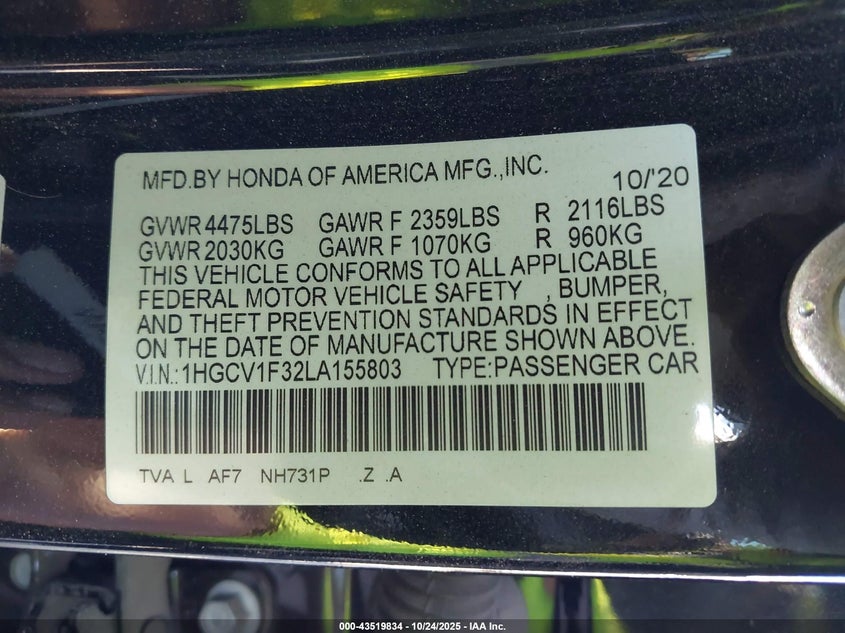 MFD.BY HONDA OF AMERICA MFG.,INC. 10/'20
GVWR 4475LBS GAWR F 2359LBS R 2116LBS
GVWR 2030KG GAWR F 1070KG R 960KG
THIS VEHICLE CONFORMS TO ALL APPLICABLE
FEDERAL MOTOR VEHICLE SAFETY , BUMPER,
AND THEFT PREVENTION STANDARDS IN EFFECT
ON THE DATE OF MANUFACTURE SHOWN ABOVE.
V.I.N.:1HGCV1F32LA155803 TYPE:PASSENGER CAR
TVA L AF7 NH731P .Z .A
000-43519834 - 10/24/2025 - IAA Inc.